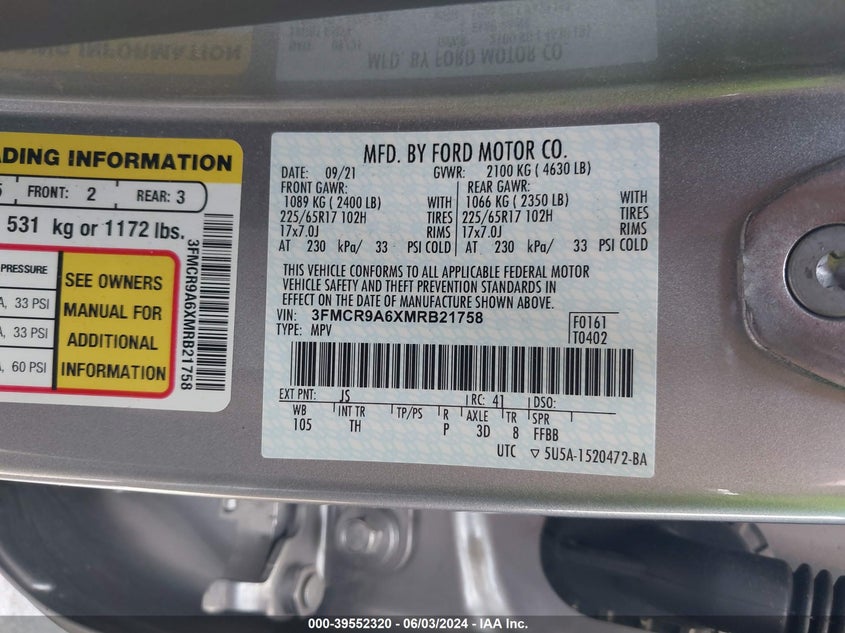 MFD. BY FORD MOTOR CO.
DATE: 09/21 GVWR: 2100 KG ( 4630 LB)
FRONT GAWR: REAR GAWR:
1089 KG ( 2400 LB) WITH 1066 KG ( 2350 LB) WITH
225/65R17 102H TIRES 225/65R17 102H TIRES
17x7.0J RIMS 17x7.0J RIMS
AT 230 kPa/ 33 PSI COLD AT 230 kPa/ 33 PSI COLD
THIS VEHICLE CONFORMS TO ALL APPLICABLE FEDERAL MOTOR
VEHICLE SAFETY AND THEFT PREVENTION STANDARDS IN
EFFECT ON THE DATE OF MANUFACTURE SHOWN ABOVE.
VIN: 3FMCR9A6XMRB21758 F0161
TYPE: MPV T0402
EXT PNT: JS RC: 41 DSO:
WB INT TR TP/PS R AXLE TR SPR
105 TH P 3D 8 FFBB
UTC ▽ 5U5A-1520472-BA
ADING INFORMATION
5 FRONT: 2 REAR: 3
531 kg or 1172 lbs.
3FMCR9A6XMRB21758
PRESSURE
A, 33 PSI
A, 33 PSI
A, 60 PSI
SEE OWNERS
MANUAL FOR
ADDITIONAL
INFORMATION
000-39552320 - 06/03/2024 - IAA Inc.